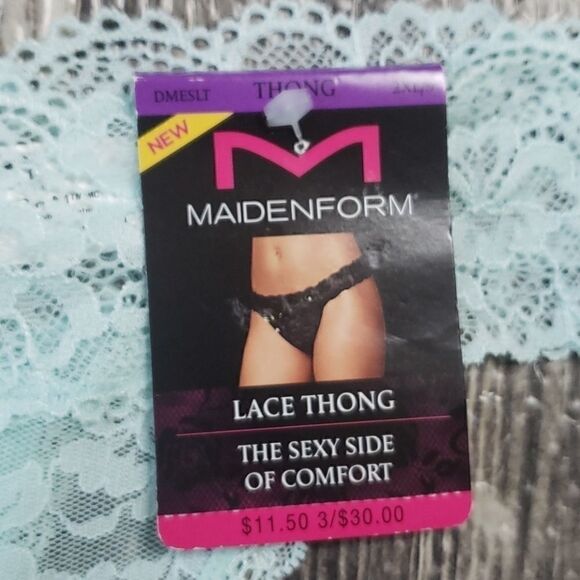 DMESLT THONG
NEW
M
MAIDENFORM®
LACE THONG
THE SEXY SIDE
OF COMFORT
$11.50 3/$30.00